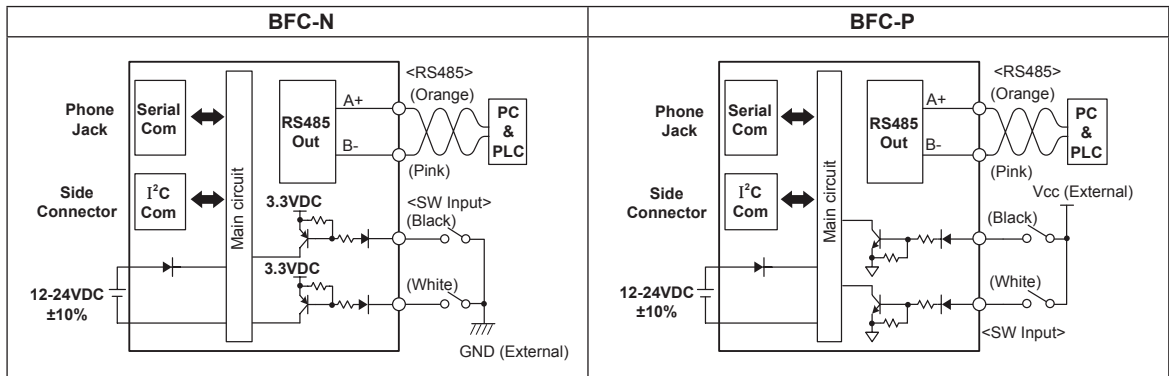 BFC-N
<RS485>
(Orange)
Phone
Jack
Serial
Com
RS485
Out
A+
B-
PC
&
PLC
(Pink)
Side
Connector
I²C
Com
Main circuit
3.3VDC
<SW Input>
(Black)
3.3VDC
(White)
12-24VDC
±10%
GND (External)
BFC-P
<RS485>
(Orange)
Phone
Jack
Serial
Com
RS485
Out
A+
B-
PC
&
PLC
(Pink)
Side
Connector
I²C
Com
Main circuit
Vcc (External)
(Black)
(White)
12-24VDC
±10%
<SW Input>